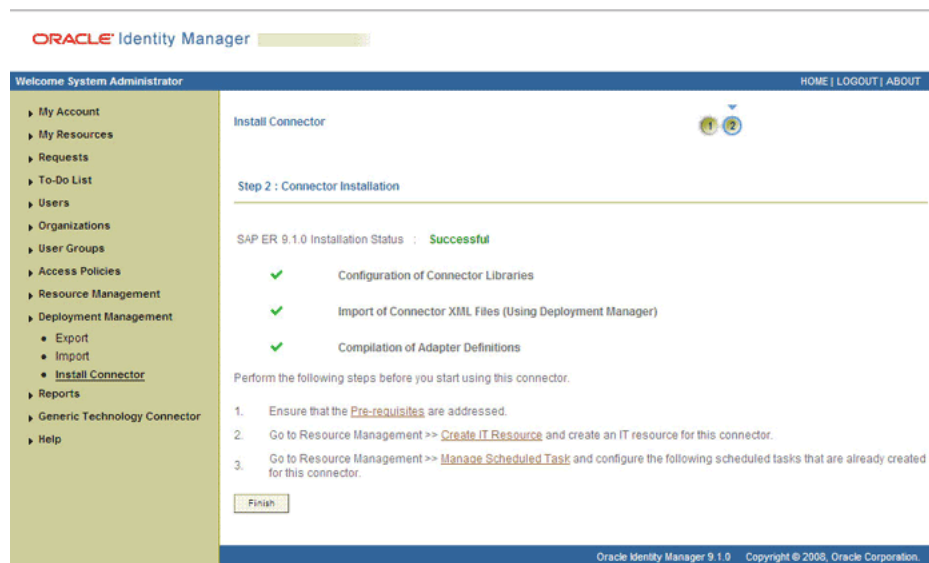 ORACLE Identity Manager
Welcome System Administrator
HOME | LOGOUT | ABOUT
My Account
My Resources
Requests
To-Do List
Users
Organizations
User Groups
Access Policies
Resource Management
Deployment Management
Export
Import
Install Connector
Reports
Generic Technology Connector
Help
Install Connector
1 2
Step 2 : Connector Installation
SAP ER 9.1.0 Installation Status : Successful
Configuration of Connector Libraries
Import of Connector XML Files (Using Deployment Manager)
Compilation of Adapter Definitions
Perform the following steps before you start using this connector.
1. Ensure that the Pre-requisites are addressed.
2. Go to Resource Management >> Create IT Resource and create an IT resource for this connector.
3. Go to Resource Management >> Manage Scheduled Task and configure the following scheduled tasks that are already created
for this connector.
Finish
Oracle Identity Manager 9.1.0 Copyright © 2008, Oracle Corporation.